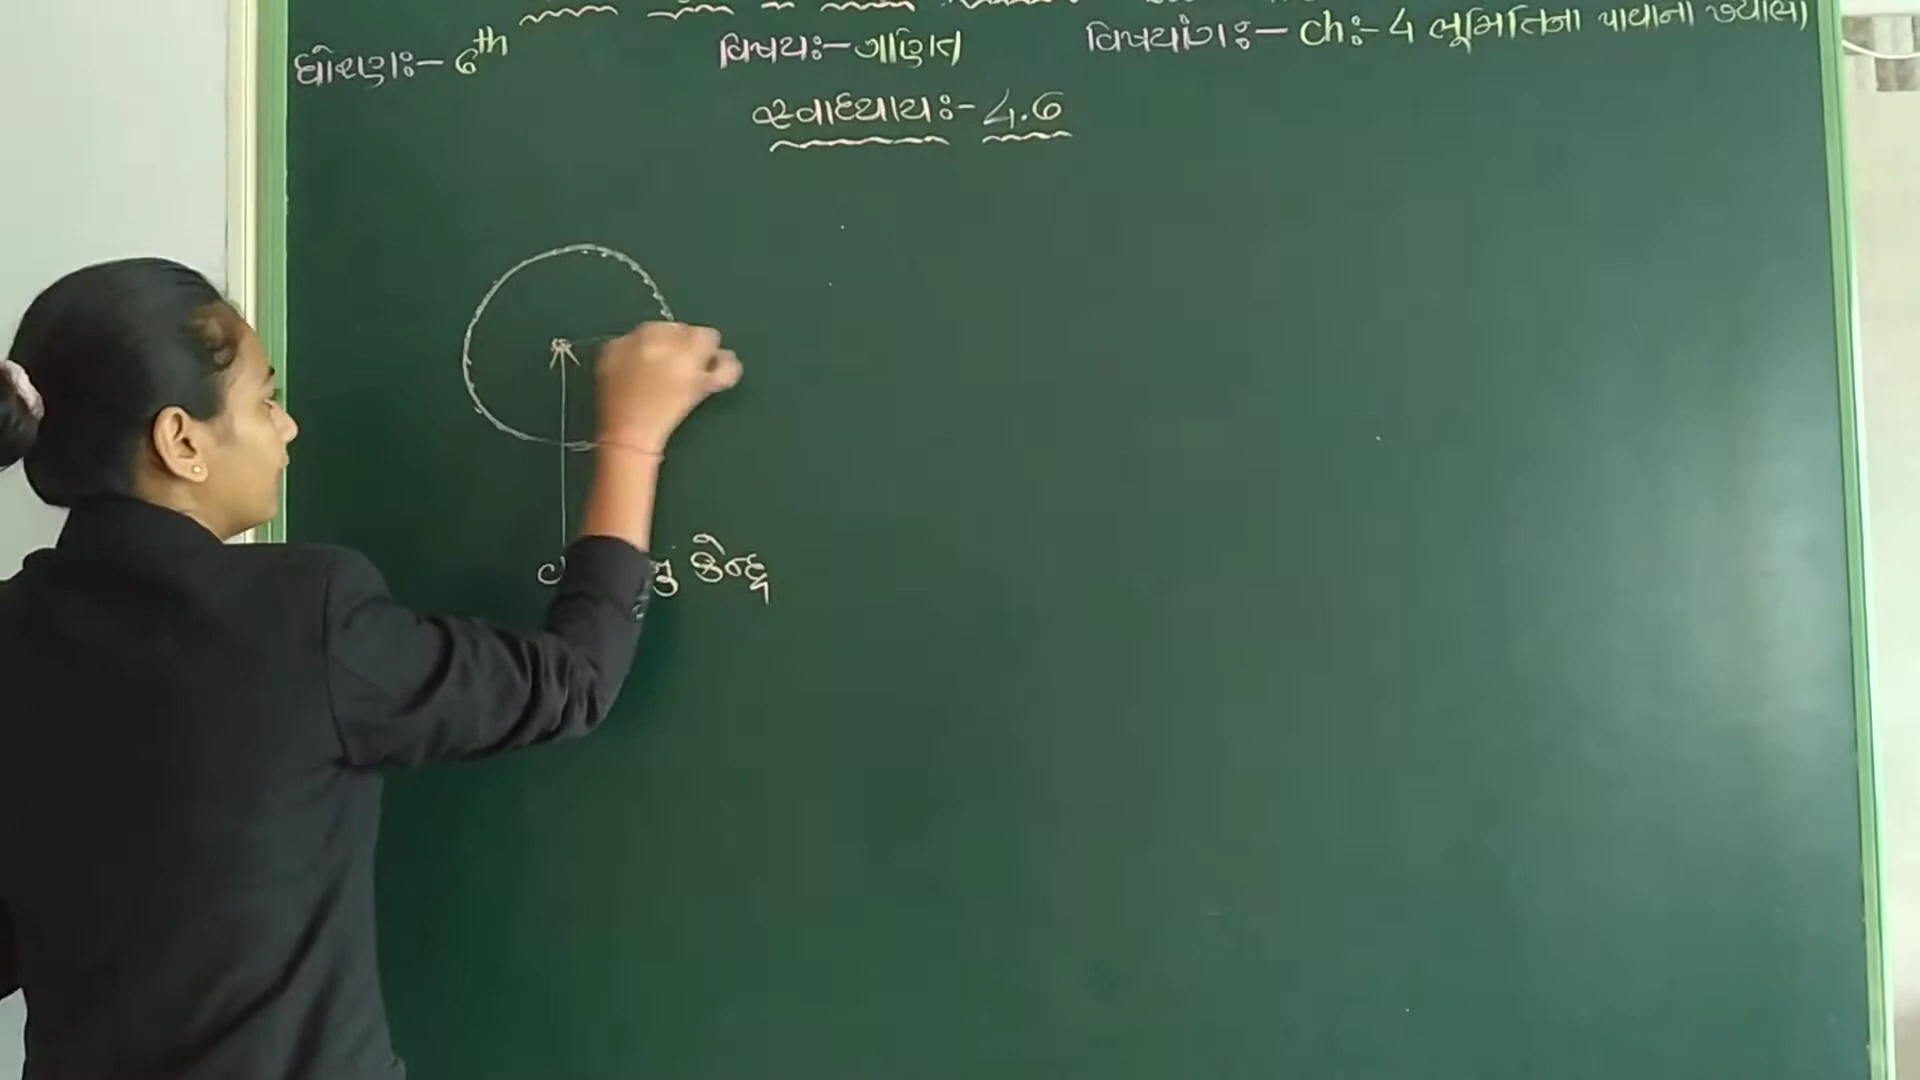 ધોરણઃ- 6th વિષયઃ- ગણિત વિષયાંગઃ- Ch:- 4 ભૂમિતિના પાયાના ખ્યાલો
સ્વાધ્યાયઃ- 4.6
કેન્દ્ર